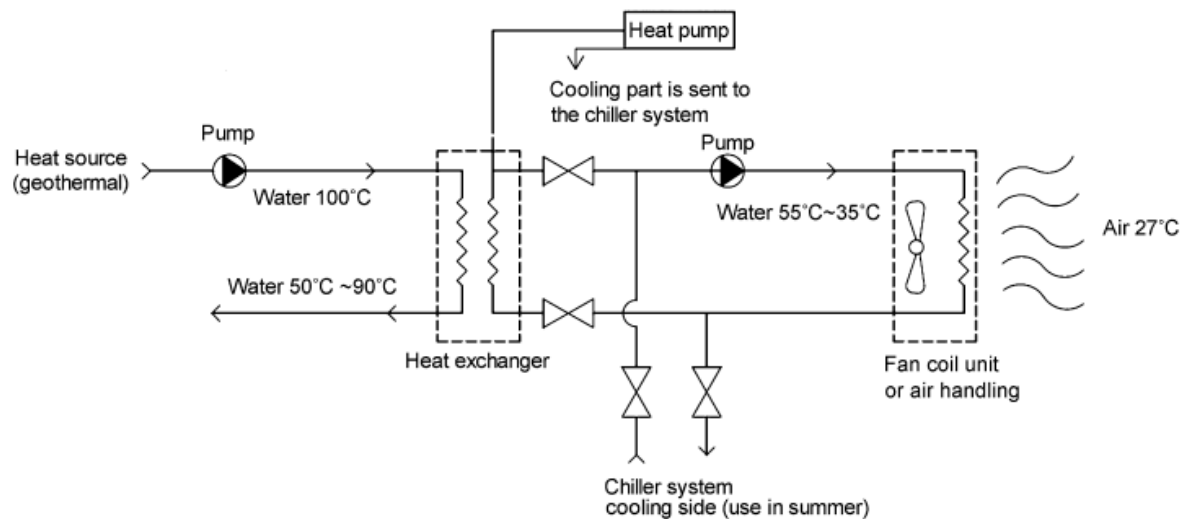 Heat pump
Cooling part is sent to
the chiller system
Pump
Pump
Heat source
(geothermal)
Water 100°C
Water 55°C~35°C
Air 27°C
Water 50°C ~90°C
Heat exchanger
Fan coil unit
or air handling
Chiller system
cooling side (use in summer)